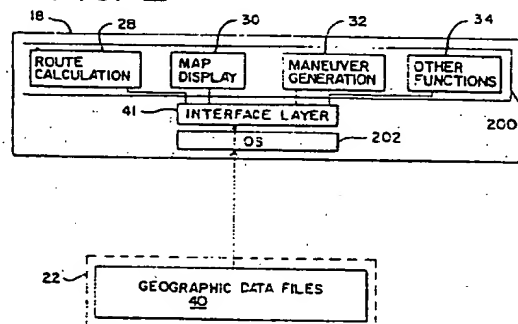 18 28 30 32 34
ROUTE CALCULATION
MAP DISPLAY
MANEUVER GENERATION
OTHER FUNCTIONS
41 INTERFACE LAYER
200
OS 202
22
GEOGRAPHIC DATA FILES
40